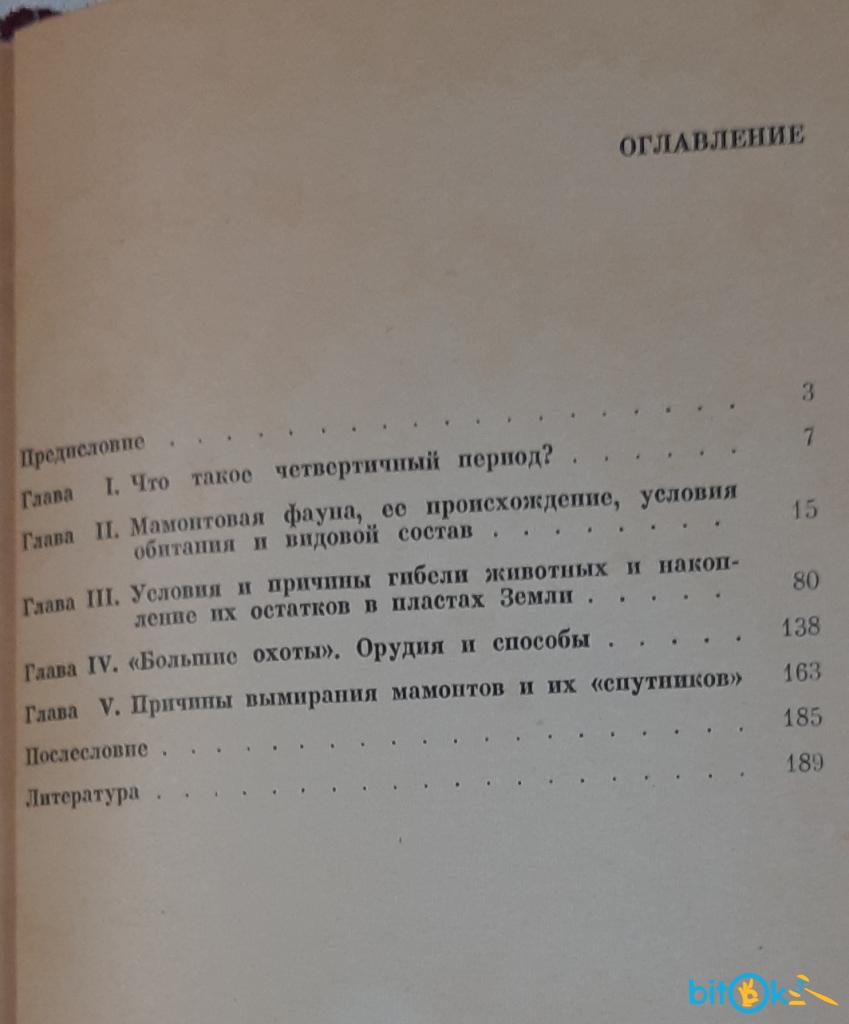 ОГЛАВЛЕНИЕ
Предисловие . . . . . . . . . . . . . . . . . . 3
Глава I. Что такое четвертичный период? . . . . . . 7
Глава II. Мамонтовая фауна, ее происхождение, условия
обитания и видовой состав . . . . . . . . 15
Глава III. Условия и причины гибели животных и накоп-
ление их остатков в пластах Земли . . . . . 80
Глава IV. «Большие охоты». Орудия и способы . . . . . 138
Глава V. Причины вымирания мамонтов и их «спутников» 163
Послесловие . . . . . . . . . . . . . . . . . . 185
Литература . . . . . . . . . . . . . . . . . . 189
bitok